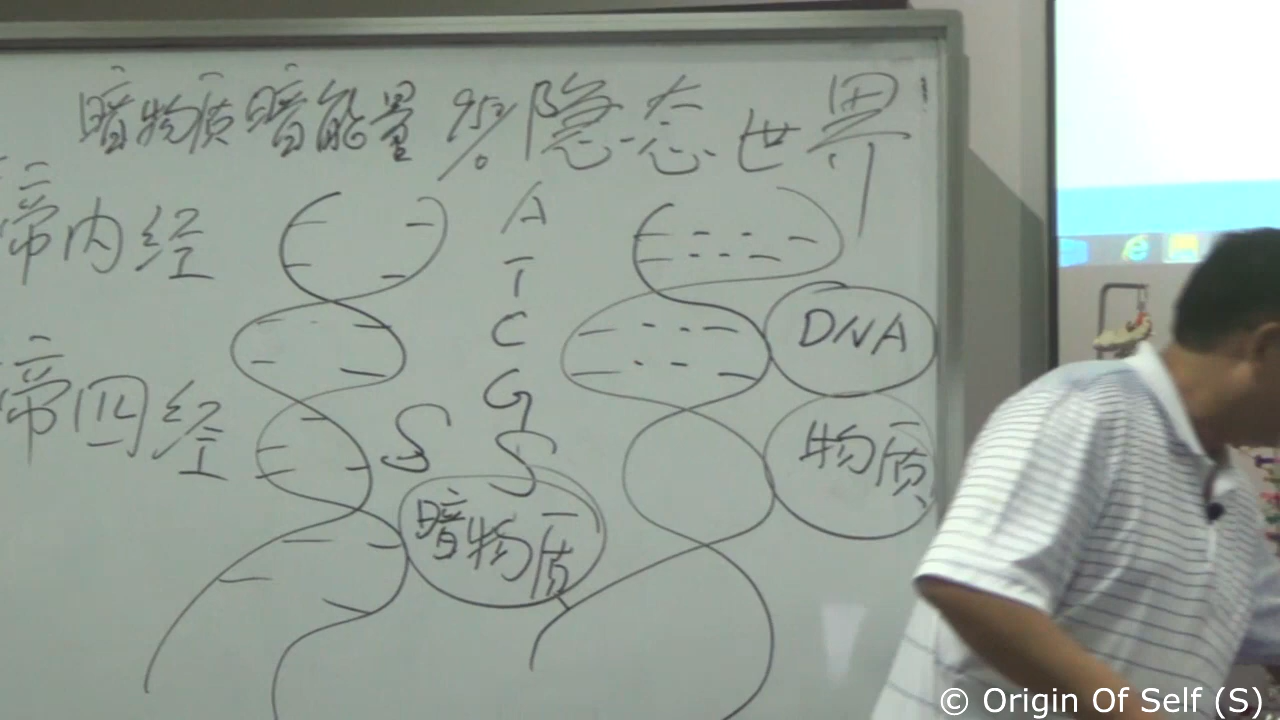 暗物质暗能量 95% 隐态世界
帝内经
帝四经
A
T
C
G
S
S
暗物质
DNA
物质
© Origin Of Self (S)